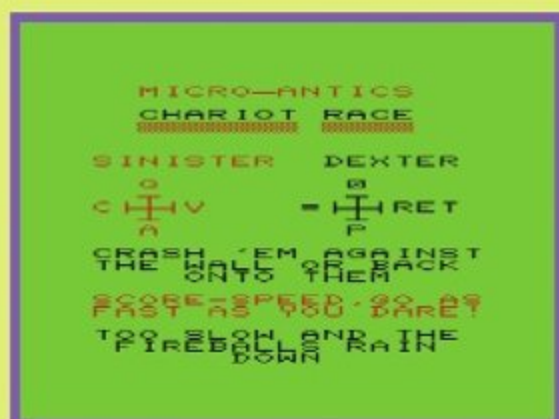 MICRO-ANTICS
CHARIOT RACE
SINISTER DEXTER
Q 0
C V = RET
A P
CRASH 'EM AGAINST
THE WALL OR BACK
ONTO THEM
SCORE=SPEED.GO AS
FAST AS YOU DARE!
TOO SLOW AND THE
FIREBALLS RAIN
DOWN